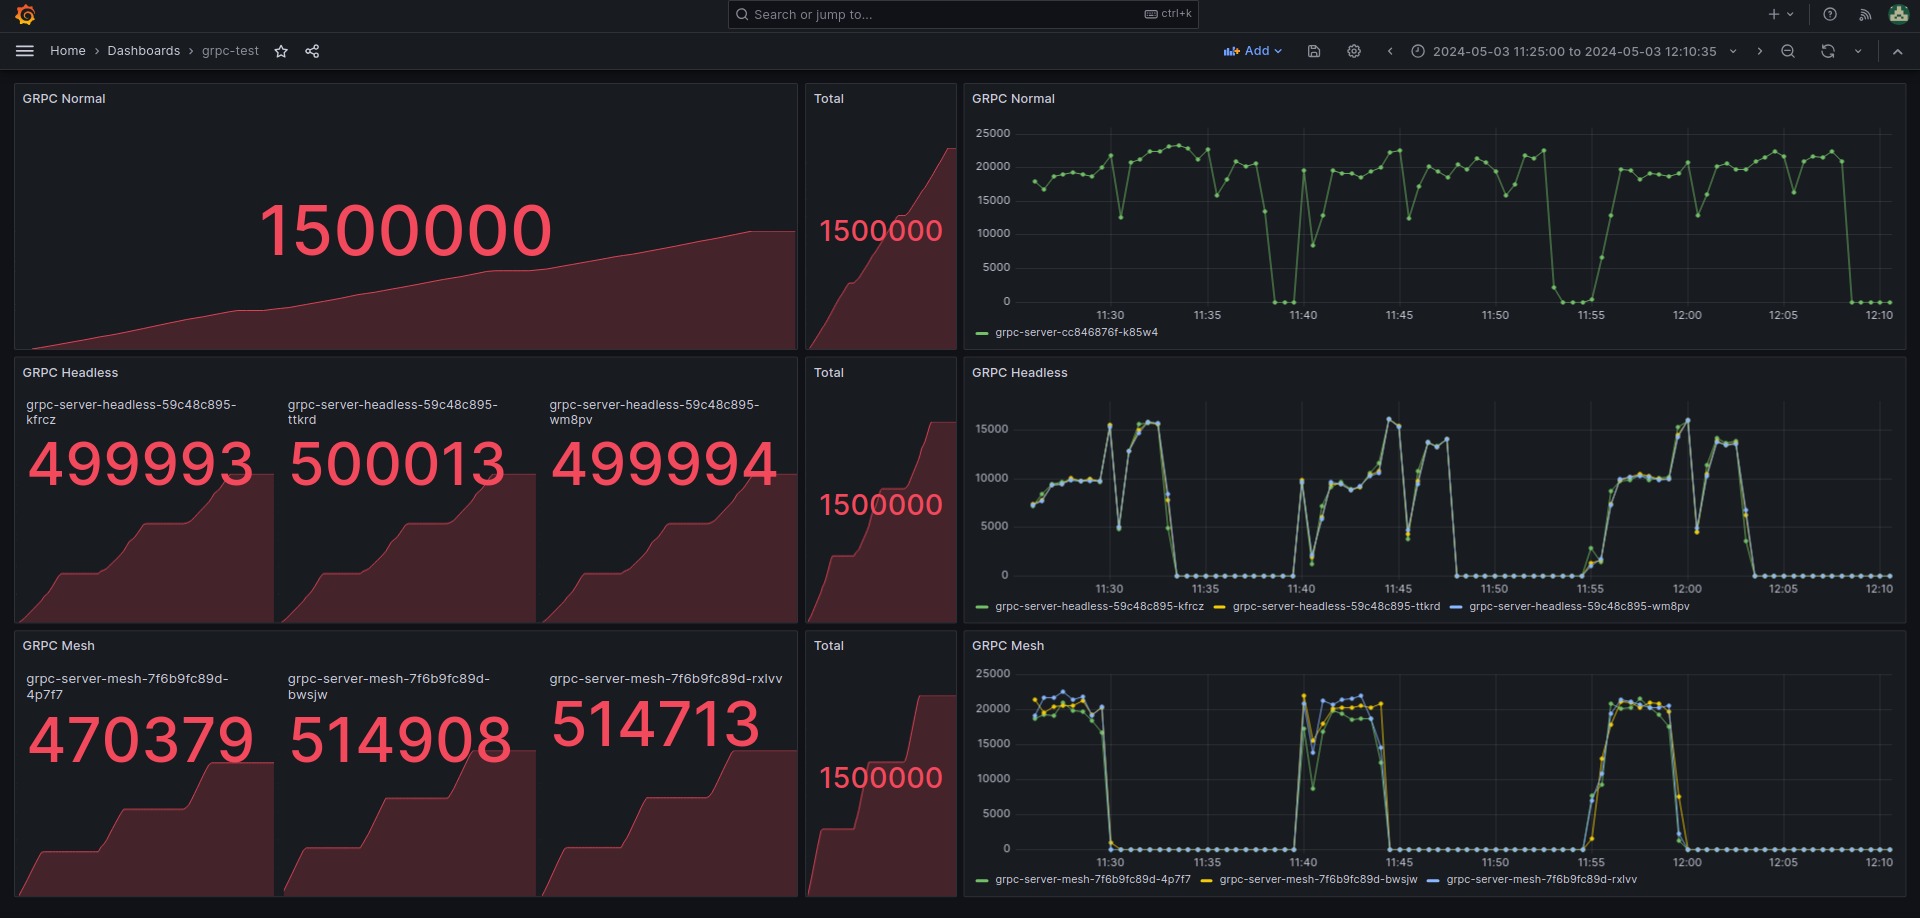 Search or jump to...
ctrl+k
Home › Dashboards › grpc-test
Add
2024-05-03 11:25:00 to 2024-05-03 12:10:35
GRPC Normal
1500000
Total
1500000
GRPC Normal
25000
20000
15000
10000
5000
0
11:30 11:35 11:40 11:45 11:50 11:55 12:00 12:05 12:10
grpc-server-cc846876f-k85w4
GRPC Headless
grpc-server-headless-59c48c895-
kfrcz
499993
grpc-server-headless-59c48c895-
ttkrd
500013
grpc-server-headless-59c48c895-
wm8pv
499994
Total
1500000
GRPC Headless
15000
10000
5000
0
11:30 11:35 11:40 11:45 11:50 11:55 12:00 12:05 12:10
grpc-server-headless-59c48c895-kfrcz grpc-server-headless-59c48c895-ttkrd grpc-server-headless-59c48c895-wm8pv
GRPC Mesh
grpc-server-mesh-7f6b9fc89d-
4p7f7
470379
grpc-server-mesh-7f6b9fc89d-
bwsjw
514908
grpc-server-mesh-7f6b9fc89d-rxlvv
514713
Total
1500000
GRPC Mesh
25000
20000
15000
10000
5000
0
11:30 11:35 11:40 11:45 11:50 11:55 12:00 12:05 12:10
grpc-server-mesh-7f6b9fc89d-4p7f7 grpc-server-mesh-7f6b9fc89d-bwsjw grpc-server-mesh-7f6b9fc89d-rxlvv